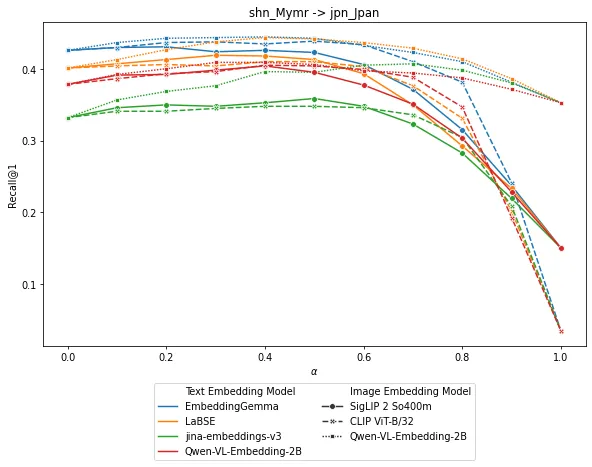 shn_Mymr -> jpn_Jpan
Recall@1
0.4
0.3
0.2
0.1
0.0 0.2 0.4 0.6 0.8 1.0
α
Text Embedding Model
EmbeddingGemma
LaBSE
jina-embeddings-v3
Qwen-VL-Embedding-2B
Image Embedding Model
SigLIP 2 So400m
CLIP ViT-B/32
Qwen-VL-Embedding-2B